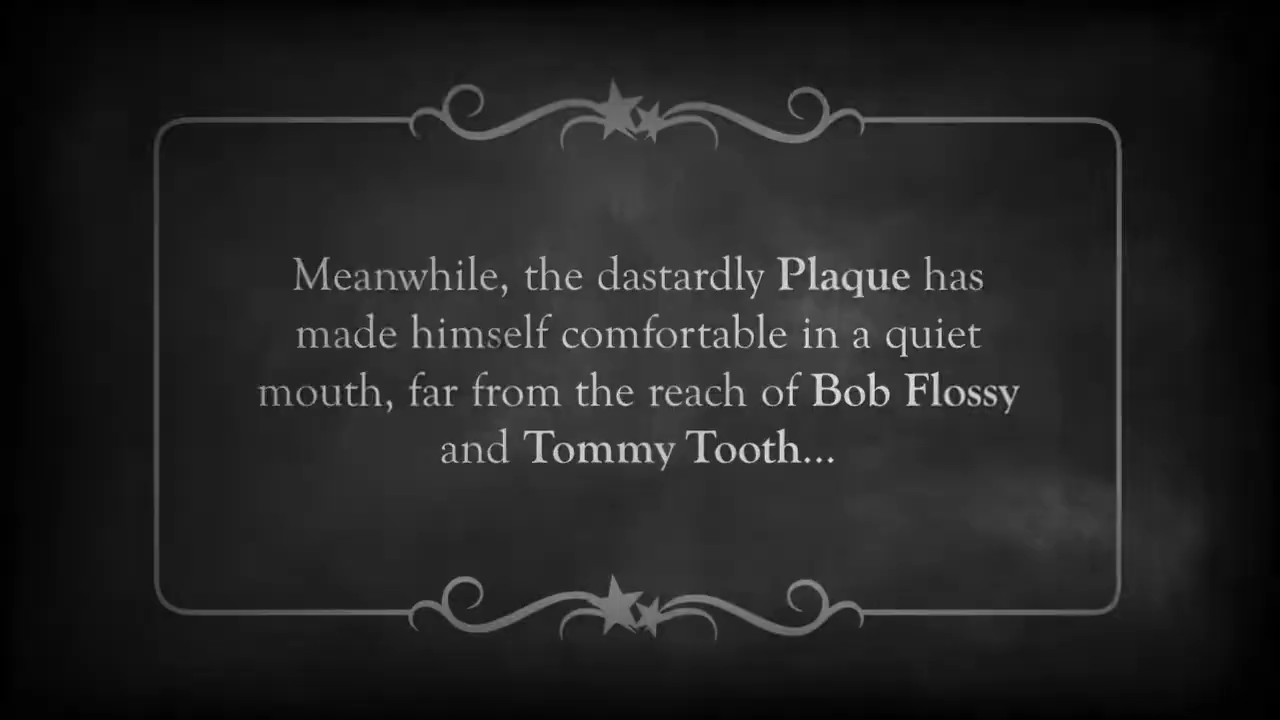 Meanwhile, the dastardly Plaque has
made himself comfortable in a quiet
mouth, far from the reach of Bob Flossy
and Tommy Tooth...